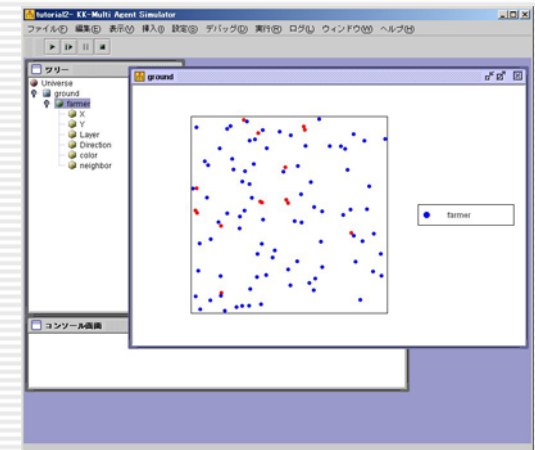 tutorial2- KK-Multi Agent Simulator
ファイル(F) 編集(E) 表示(V) 挿入(I) 設定(S) デバッグ(D) 実行(R) ログ(L) ウィンドウ(W) ヘルプ(H)
ツリー
Universe
ground
farmer
X
Y
Layer
Direction
color
neighbor
ground
farmer
コンソール画面